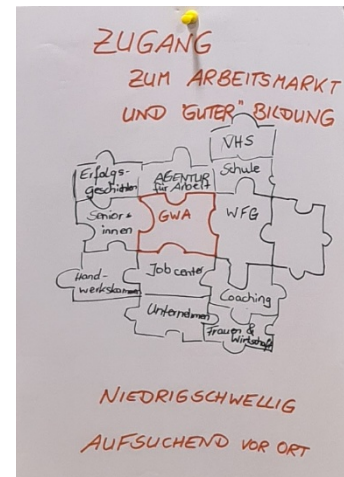 ZUGANG
ZUM ARBEITSMARKT
UND "GUTER" BILDUNG
VHS
Erfolgs-
geschichten
AGENTUR
für Arbeit
Schule
Senior*
innen
GWA
WFG
Hand-
werkskammer
Jobcenter
Coaching
Unternehmen
Frauen &
Wirtschaft
NIEDRIGSCHWELLIG
AUFSUCHEND VOR ORT